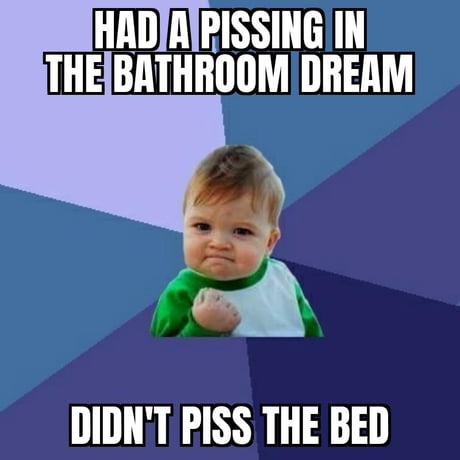 HAD A PISSING IN
THE BATHROOM DREAM
DIDN'T PISS THE BED